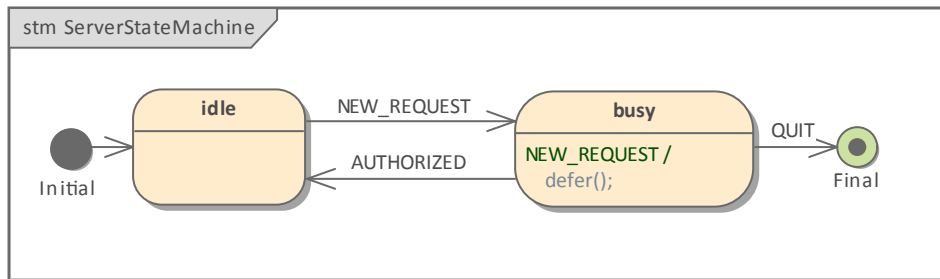 stm ServerStateMachine
idle
NEW_REQUEST
busy
QUIT
AUTHORIZED
NEW_REQUEST /
defer();
Initial
Final